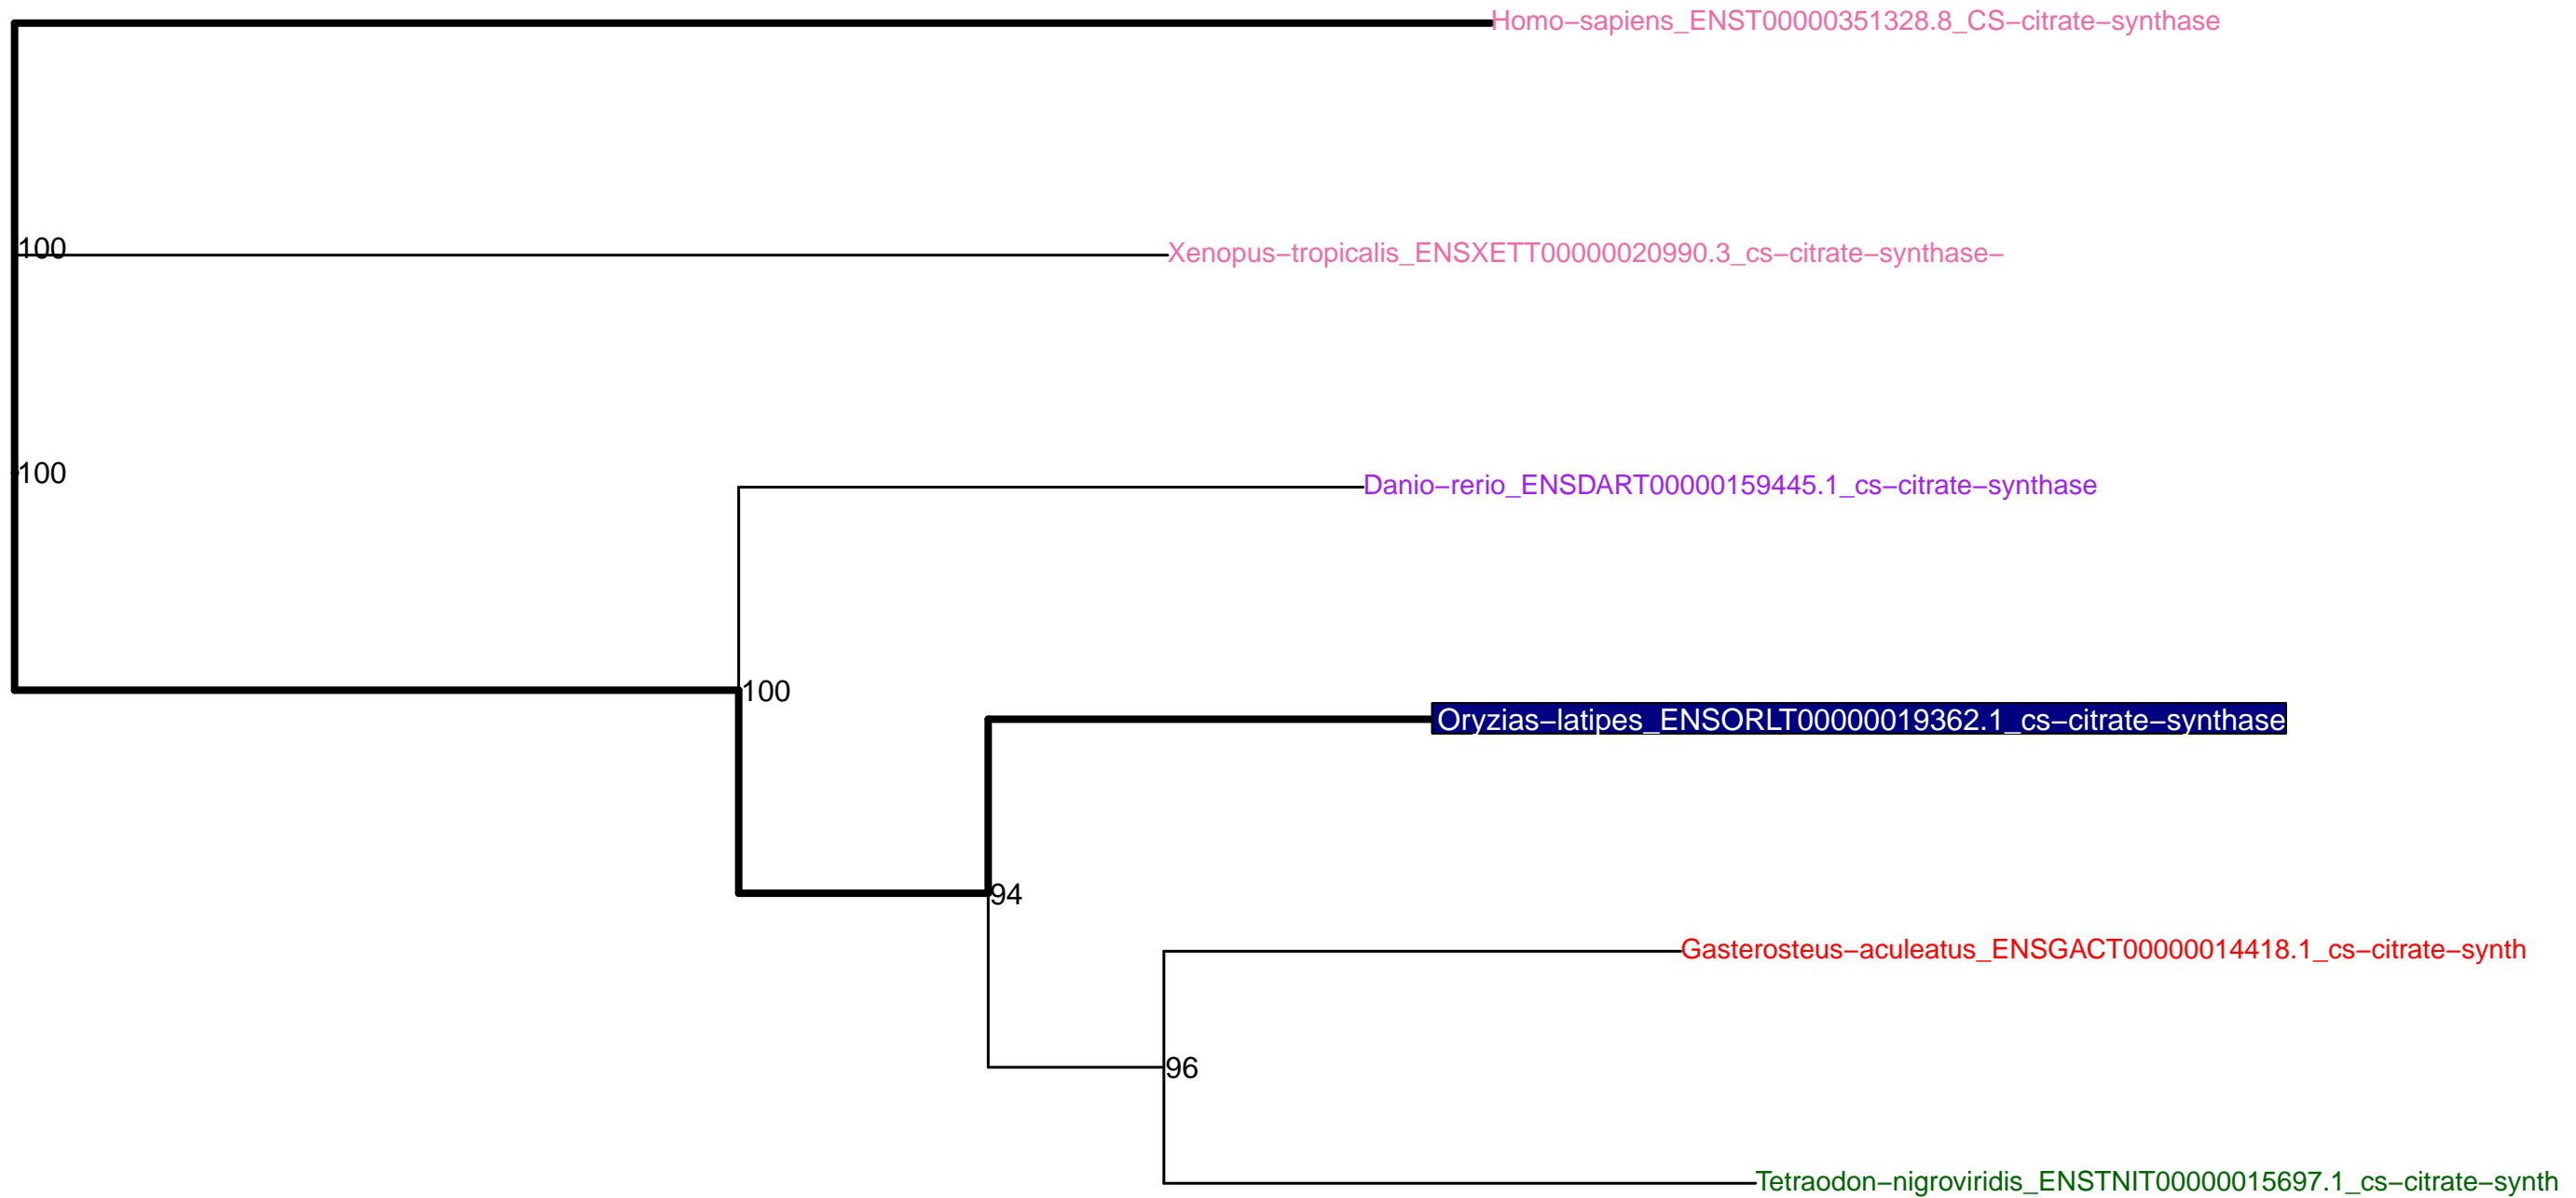 Homo−sapiens_ENST00000351328.8_CS−citrate−synthase
100
Xenopus−tropicalis_ENSXETT00000020990.3_cs−citrate−synthase−
100
Danio−rerio_ENSDART00000159445.1_cs−citrate−synthase
100
Oryzias−latipes_ENSORLT00000019362.1_cs−citrate−synthase
94
Gasterosteus−aculeatus_ENSGACT00000014418.1_cs−citrate−synth
96
Tetraodon−nigroviridis_ENSTNIT00000015697.1_cs−citrate−synth